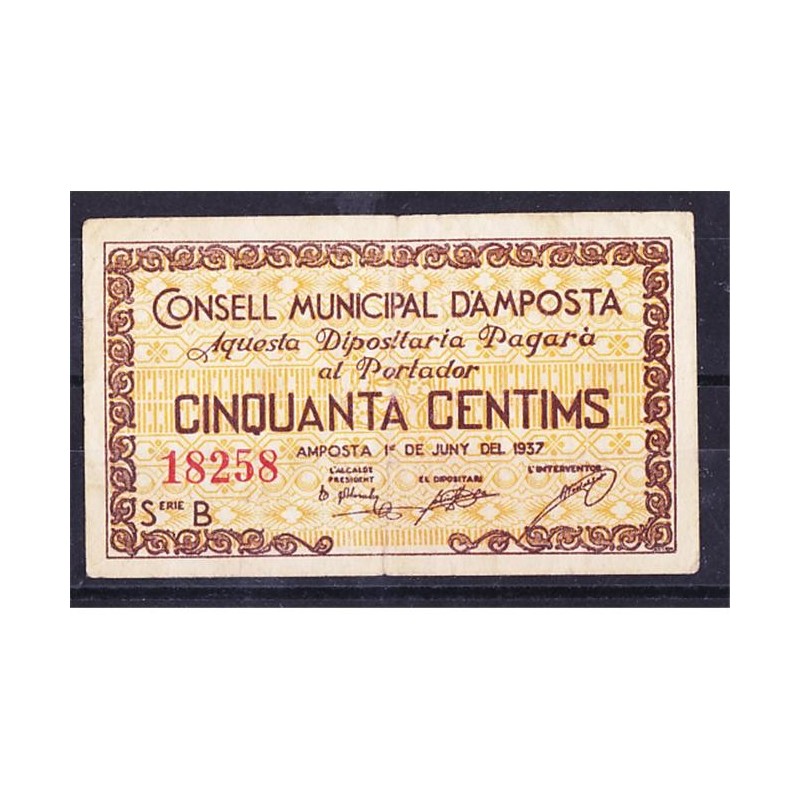 CONSELL MUNICIPAL D'AMPOSTA
Aquesta Dipositaria Pagarà
al Portador
CINQUANTA CENTIMS
18258 AMPOSTA 1er DE JUNY DEL 1937
L'ALCALDE PRESIDENT EL DIPOSITARI L'INTERVENTOR
SERIE B